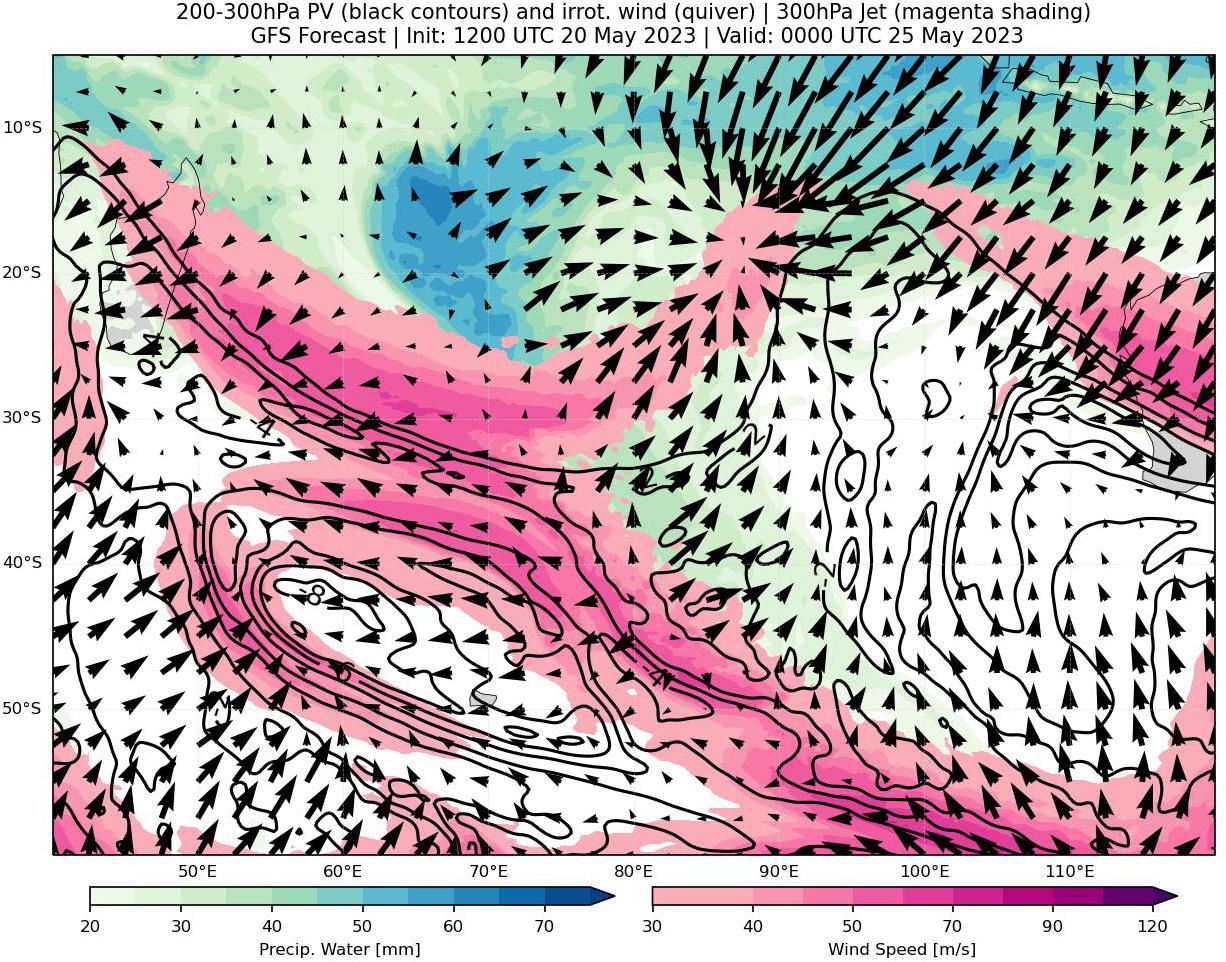 200-300hPa PV (black contours) and irrot. wind (quiver) | 300hPa Jet (magenta shading)
GFS Forecast | Init: 1200 UTC 20 May 2023 | Valid: 0000 UTC 25 May 2023
10°S
20°S
30°S
40°S
50°S
-4
-2
-2
-8
-4
-2
50°E
60°E
70°E
80°E
90°E
100°E
110°E
20
30
40
50
60
70
30
40
50
70
90
120
Precip. Water [mm]
Wind Speed [m/s]